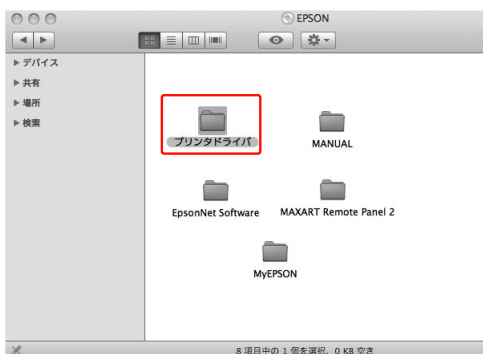 EPSON
デバイス
共有
場所
検索
プリンタドライバ
MANUAL
EpsonNet Software
MAXART Remote Panel 2
MyEPSON
8 項目中の 1 個を選択、0 KB 空き